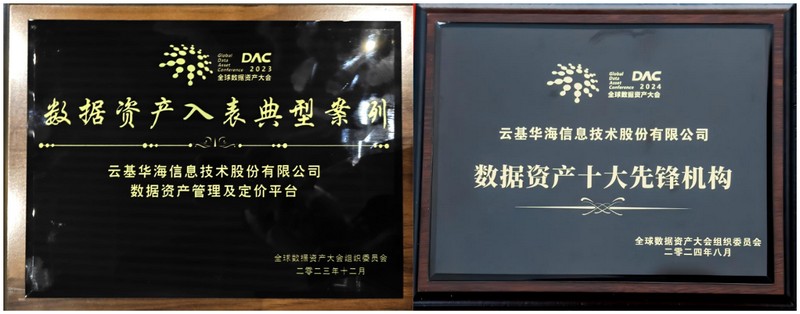 Global
Data
Asset
Conference
DAC
2023
全球数据资产大会
数据资产入表典型案例
云基华海信息技术股份有限公司
数据资产管理及定价平台
全球数据资产大会组织委员会
二零二三年十二月
Global
Data
Asset
Conference
DAC
2024
全球数据资产大会
云基华海信息技术股份有限公司
数据资产十大先锋机构
全球数据资产大会组织委员会
二零二四年八月